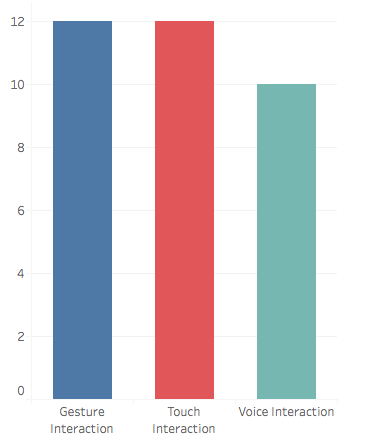 12
10
8
6
4
2
0
Gesture
Interaction
Touch
Interaction
Voice Interaction